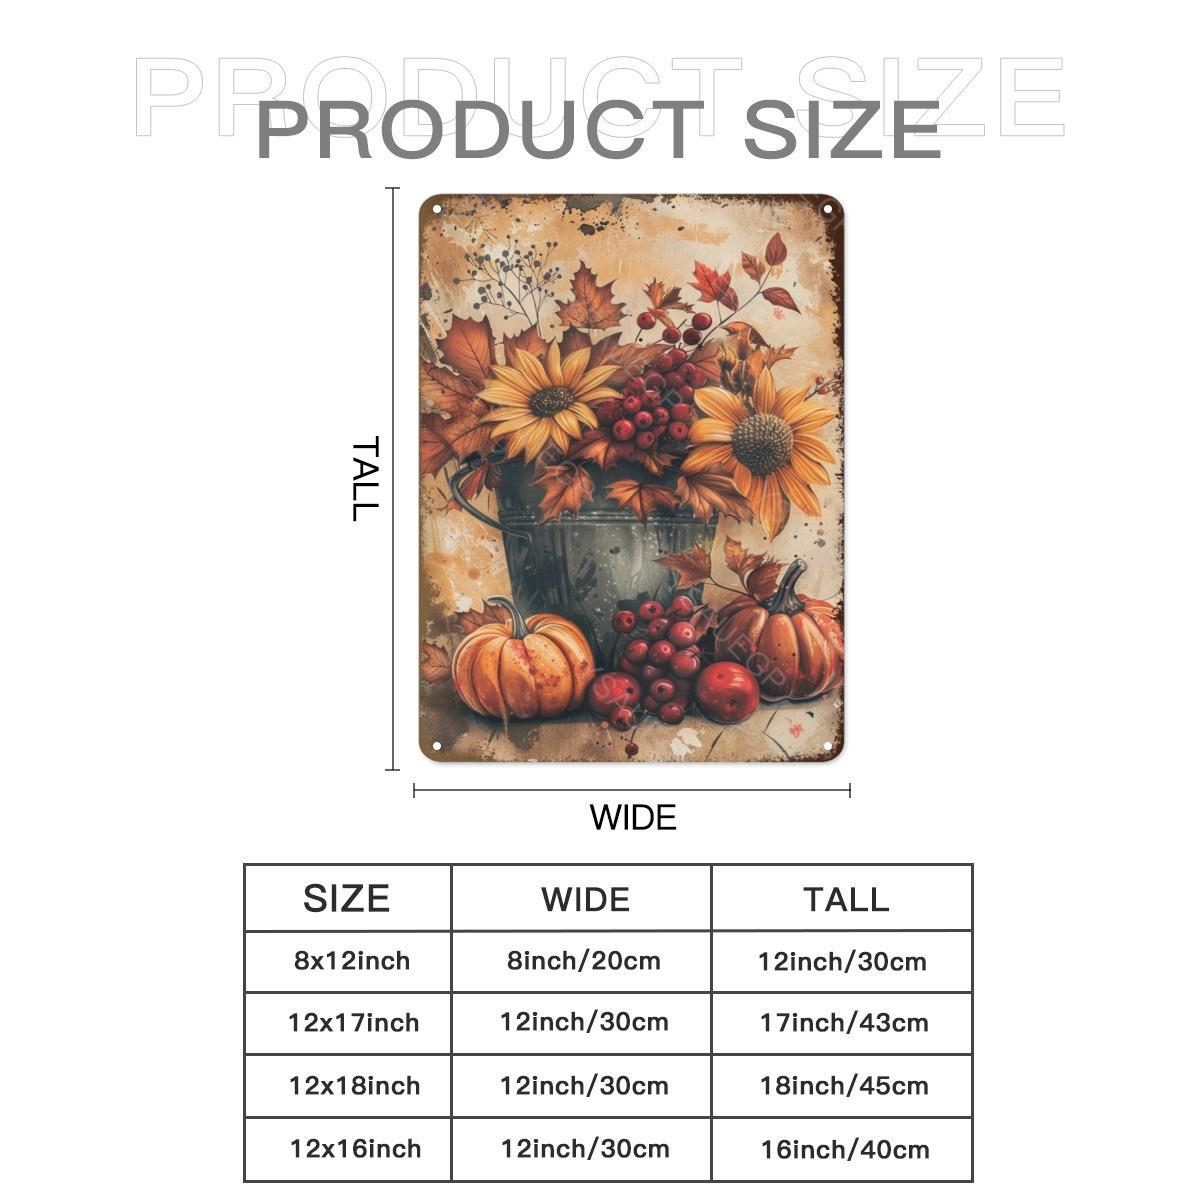 PRODUCT SIZE
PRODUCT SIZE
TALL
WIDE
SIZE WIDE TALL
8x12inch 8inch/20cm 12inch/30cm
12x17inch 12inch/30cm 17inch/43cm
12x18inch 12inch/30cm 18inch/45cm
12x16inch 12inch/30cm 16inch/40cm